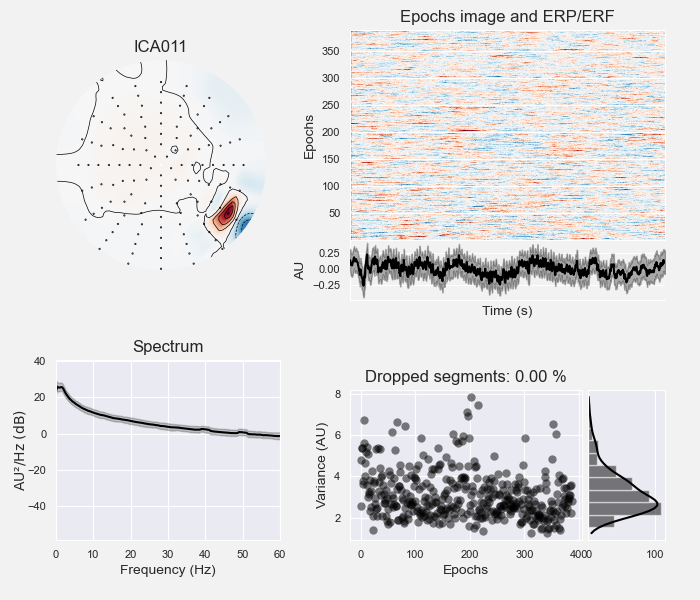 ICA011
Epochs image and ERP/ERF
Epochs
350
300
250
200
150
100
50
AU
0.25
0.00
−0.25
Time (s)
Spectrum
AU²/Hz (dB)
40
20
0
−20
−40
0 10 20 30 40 50 60
Frequency (Hz)
Dropped segments: 0.00 %
Variance (AU)
8
6
4
2
0 100 200 300 400
Epochs
0 100